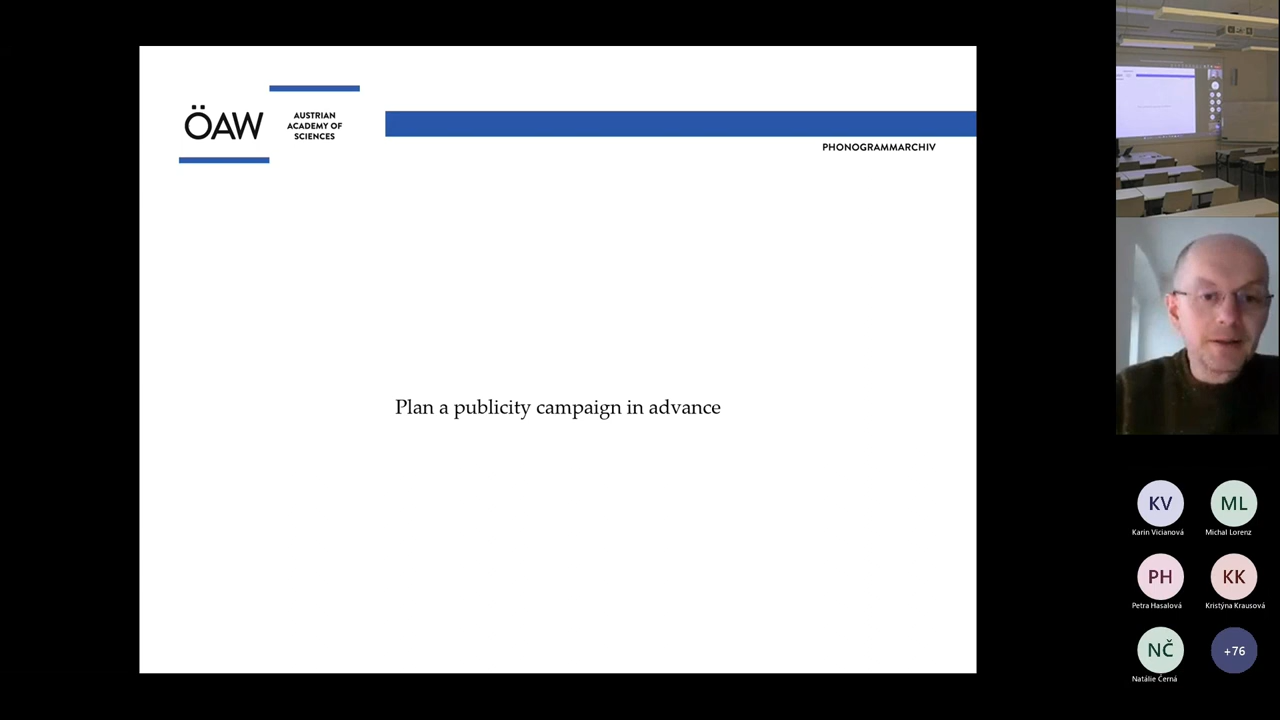 ÖAW
AUSTRIAN
ACADEMY OF
SCIENCES
PHONOGRAMMARCHIV
Plan a publicity campaign in advance
KV
ML
Karin Vicianová
Michal Lorenz
PH
KK
Petra Hasalová
Kristýna Krausová
NČ
+76
Natálie Černá